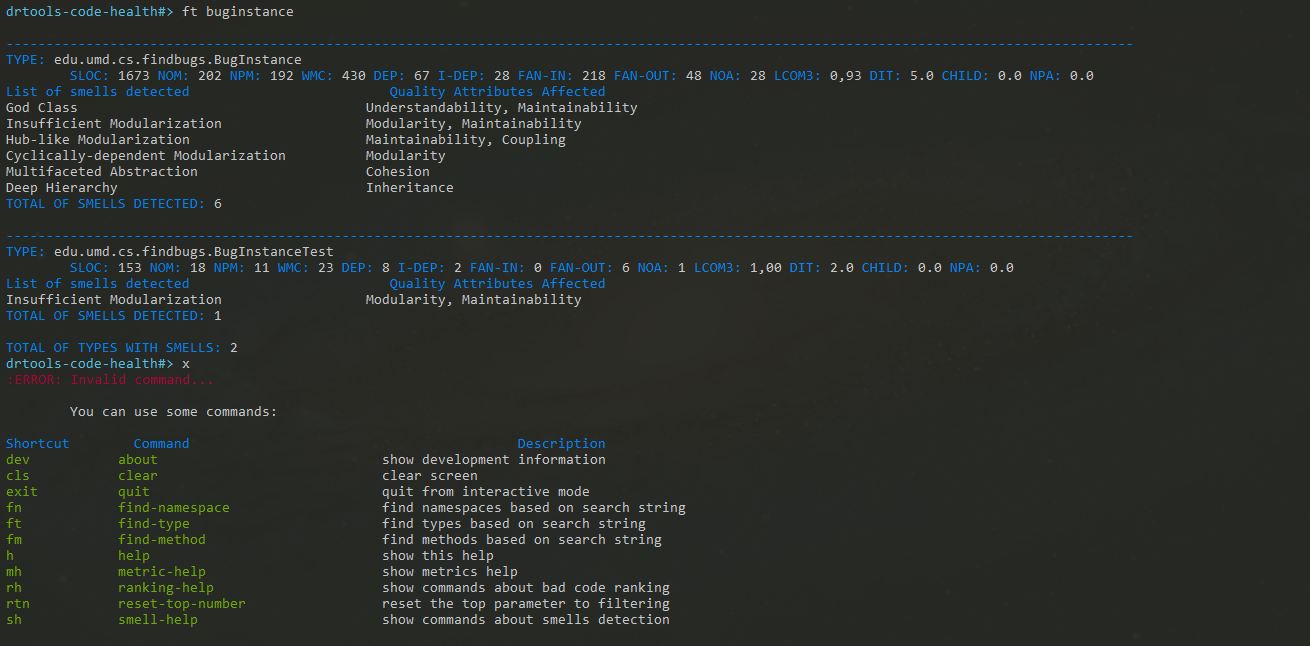 drtools-code-health#> ft buginstance
---------------------------------------------------------------------------------------------------------------------------------------------
TYPE: edu.umd.cs.findbugs.BugInstance
SLOC: 1673 NOM: 202 NPM: 192 WMC: 430 DEP: 67 I-DEP: 28 FAN-IN: 218 FAN-OUT: 48 NOA: 28 LCOM3: 0,93 DIT: 5.0 CHILD: 0.0 NPA: 0.0
List of smells detected Quality Attributes Affected
God Class Understandability, Maintainability
Insufficient Modularization Modularity, Maintainability
Hub-like Modularization Maintainability, Coupling
Cyclically-dependent Modularization Modularity
Multifaceted Abstraction Cohesion
Deep Hierarchy Inheritance
TOTAL OF SMELLS DETECTED: 6
---------------------------------------------------------------------------------------------------------------------------------------------
TYPE: edu.umd.cs.findbugs.BugInstanceTest
SLOC: 153 NOM: 18 NPM: 11 WMC: 23 DEP: 8 I-DEP: 2 FAN-IN: 0 FAN-OUT: 6 NOA: 1 LCOM3: 1,00 DIT: 2.0 CHILD: 0.0 NPA: 0.0
List of smells detected Quality Attributes Affected
Insufficient Modularization Modularity, Maintainability
TOTAL OF SMELLS DETECTED: 1
TOTAL OF TYPES WITH SMELLS: 2
drtools-code-health#> x
:ERROR: Invalid command...
You can use some commands:
Shortcut Command Description
dev about show development information
cls clear clear screen
exit quit quit from interactive mode
fn find-namespace find namespaces based on search string
ft find-type find types based on search string
fm find-method find methods based on search string
h help show this help
mh metric-help show metrics help
rh ranking-help show commands about bad code ranking
rtn reset-top-number reset the top parameter to filtering
sh smell-help show commands about smells detection